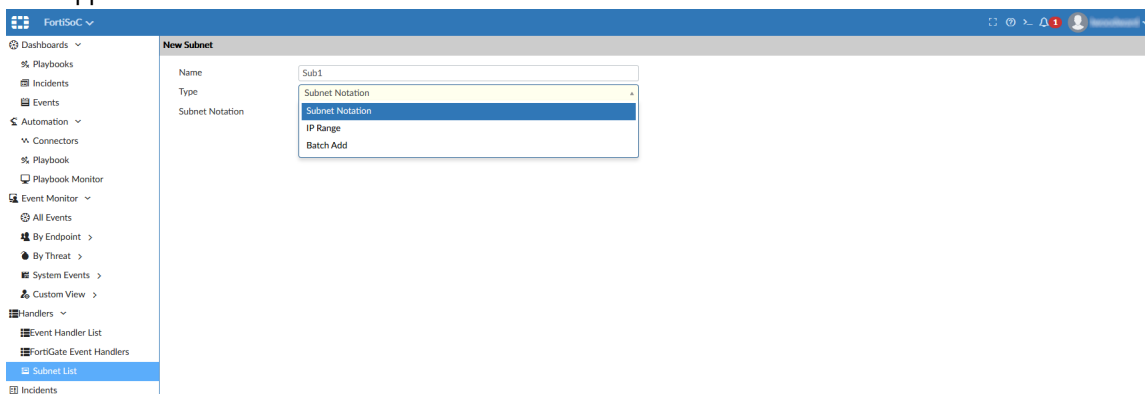 FortiSoC
1
Dashboards
New Subnet
Playbooks
Incidents
Events
Automation
Connectors
Playbook
Playbook Monitor
Event Monitor
All Events
By Endpoint >
By Threat >
System Events >
Custom View >
Handlers
Event Handler List
FortiGate Event Handlers
Subnet List
Incidents
Name
Sub1
Type
Subnet Notation
Subnet Notation
Subnet Notation
IP Range
Batch Add